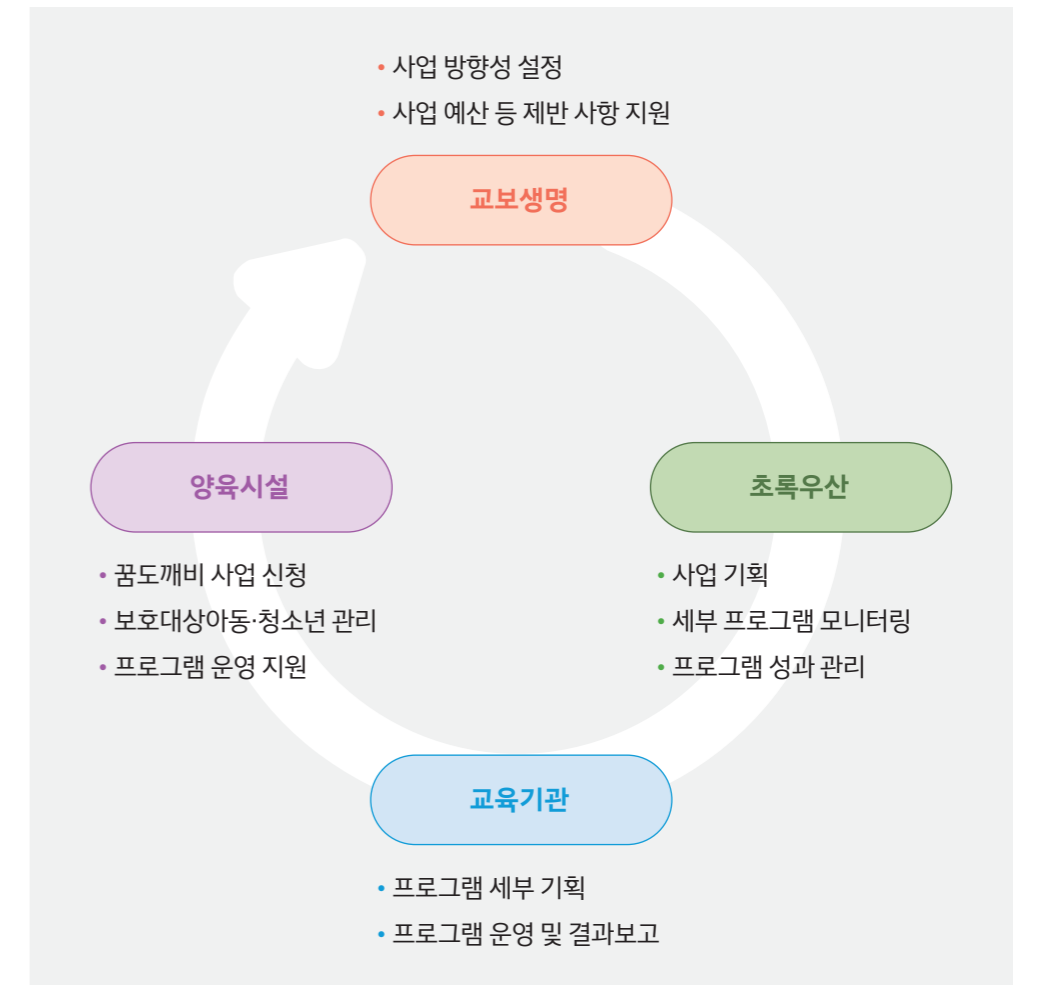 • 사업 방향성 설정
• 사업 예산 등 제반 사항 지원
교보생명
양육시설
• 꿈도깨비 사업 신청
• 보호대상아동·청소년 관리
• 프로그램 운영 지원
초록우산
• 사업 기획
• 세부 프로그램 모니터링
• 프로그램 성과 관리
교육기관
• 프로그램 세부 기획
• 프로그램 운영 및 결과보고